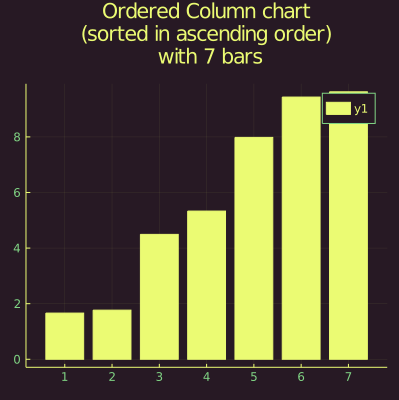 Ordered Column chart
(sorted in ascending order)
with 7 bars
y1
8
6
4
2
0
1 2 3 4 5 6 7